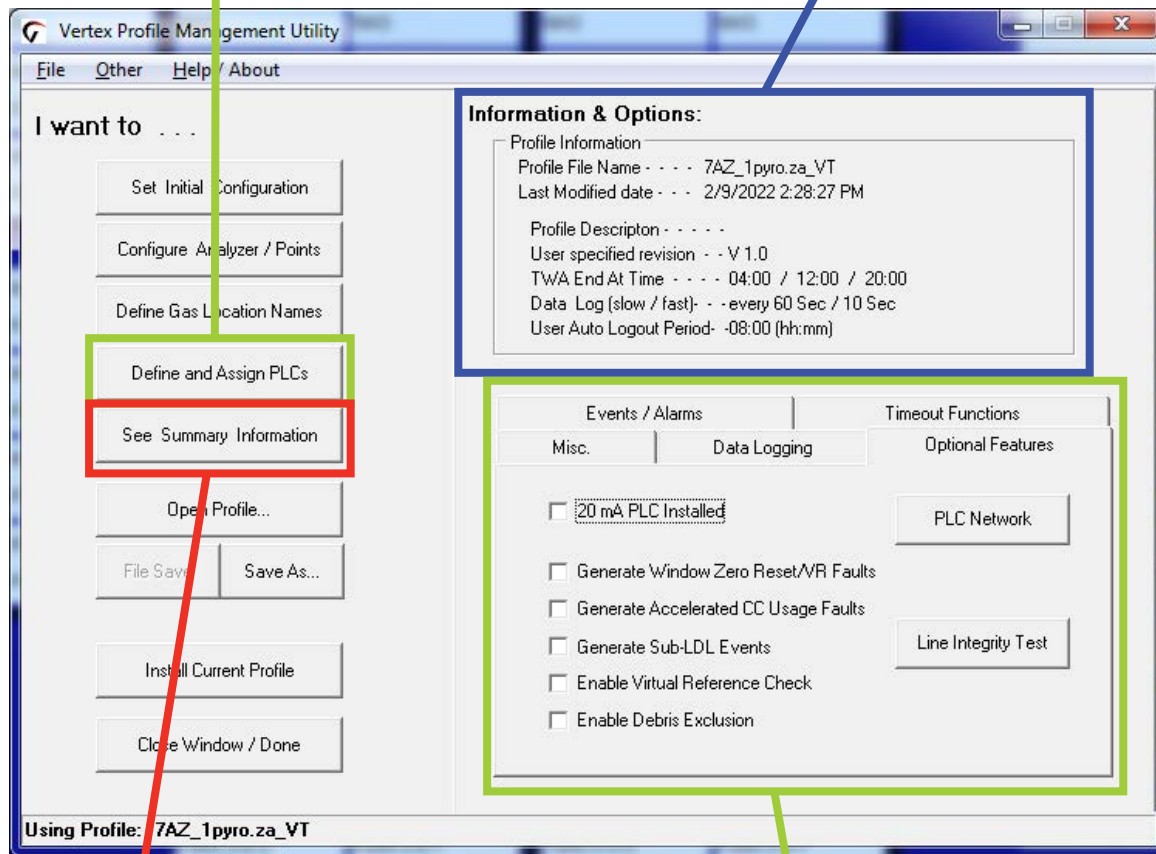 Vertex Profile Management Utility
File Other Help / About
I want to . . .
Set Initial Configuration
Configure Analyzer / Points
Define Gas Location Names
Define and Assign PLCs
See Summary Information
Open Profile...
File Save Save As...
Install Current Profile
Close Window / Done
Information & Options:
Profile Information
Profile File Name - - - - 7AZ_1pyro.za_VT
Last Modified date - - - 2/9/2022 2:28:27 PM
Profile Descripton - - - - -
User specified revision - - V 1.0
TWA End At Time - - - - 04:00 / 12:00 / 20:00
Data Log (slow / fast)- - - every 60 Sec / 10 Sec
User Auto Logout Period- -08:00 (hh:mm)
Events / Alarms Timeout Functions
Misc. Data Logging Optional Features
20 mA PLC Installed PLC Network
Generate Window Zero Reset/VR Faults
Generate Accelerated CC Usage Faults
Generate Sub-LDL Events Line Integrity Test
Enable Virtual Reference Check
Enable Debris Exclusion
Using Profile: 7AZ_1pyro.za_VT